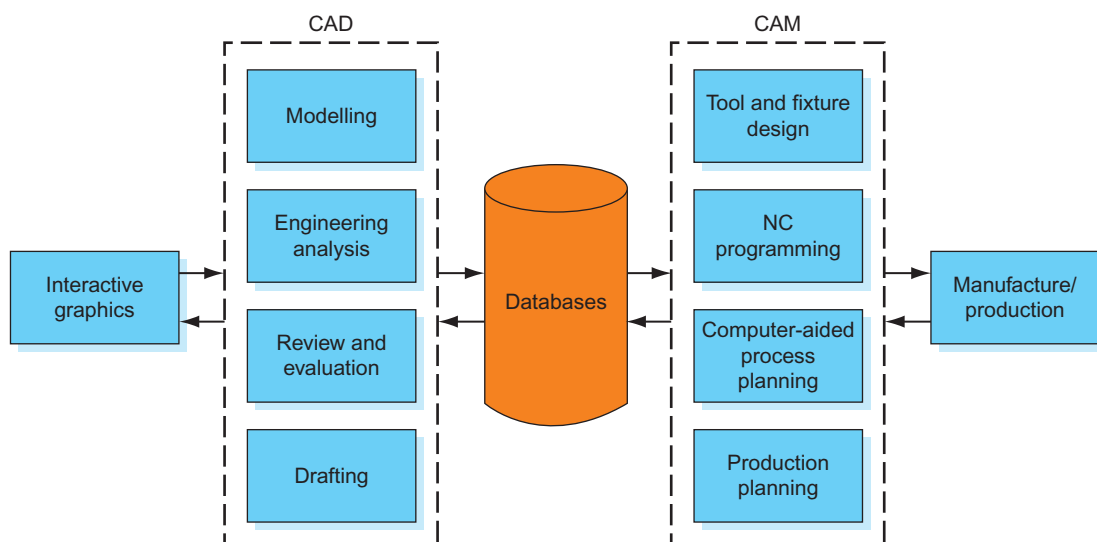 CAD
CAM
Modelling
Engineering
analysis
Review and
evaluation
Drafting
Interactive
graphics
Databases
Tool and fixture
design
NC
programming
Computer-aided
process
planning
Production
planning
Manufacture/
production